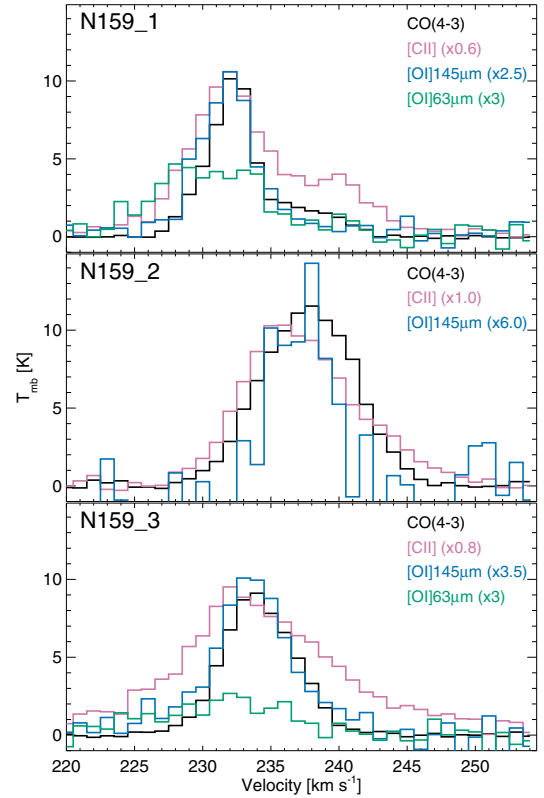 N159_1
CO(4-3)
[CII] (x0.6)
[OI]145μm (x2.5)
[OI]63μm (x3)
10
5
0
N159_2
CO(4-3)
[CII] (x1.0)
[OI]145μm (x6.0)
10
5
0
T_mb [K]
N159_3
CO(4-3)
[CII] (x0.8)
[OI]145μm (x3.5)
[OI]63μm (x3)
10
5
0
220 225 230 235 240 245 250
Velocity [km s⁻¹]